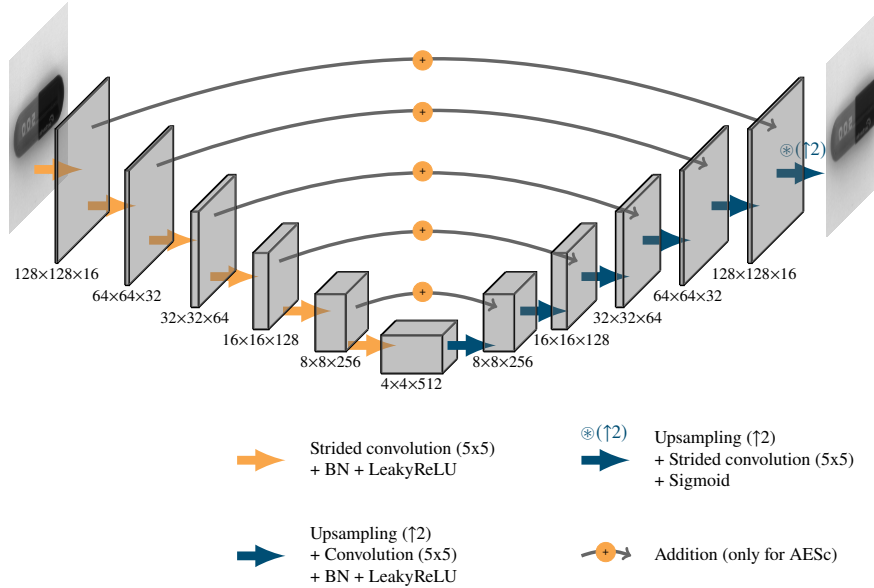 +
+
+
+
+
⊛(↑2)
128×128×16
64×64×32
32×32×64
16×16×128
8×8×256
4×4×512
8×8×256
16×16×128
32×32×64
64×64×32
128×128×16
Strided convolution (5x5)
+ BN + LeakyReLU
⊛(↑2)
Upsampling (↑2)
+ Strided convolution (5x5)
+ Sigmoid
Upsampling (↑2)
+ Convolution (5x5)
+ BN + LeakyReLU
+
Addition (only for AESc)